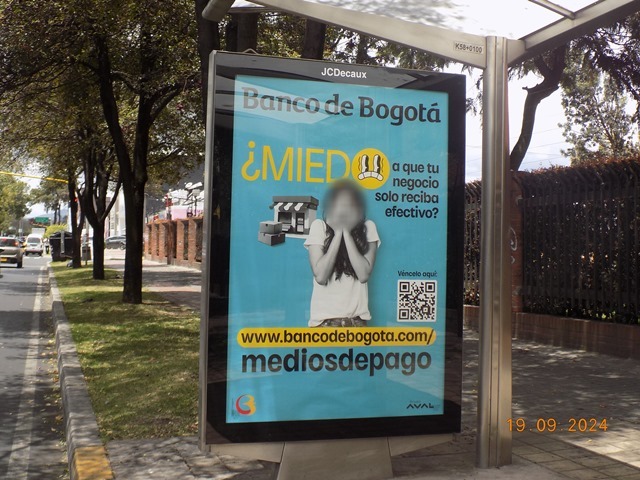 K58+0100
JCDecaux
Banco de Bogotá
¿MIEDO
a que tu
negocio
solo reciba
efectivo?
Véncelo aquí:
www.bancodebogota.com/
mediosdepago
AVAL
19 09 2024